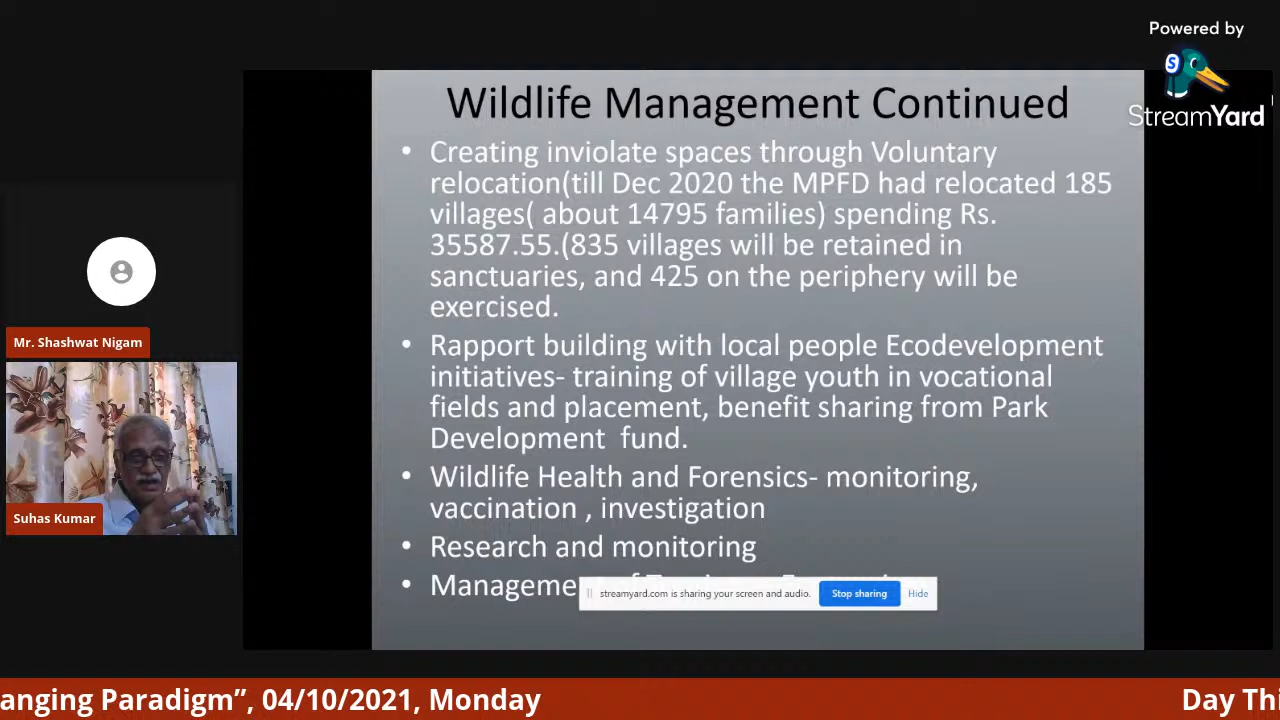 Powered by
StreamYard
Wildlife Management Continued
• Creating inviolate spaces through Voluntary
relocation(till Dec 2020 the MPFD had relocated 185
villages( about 14795 families) spending Rs.
35587.55.(835 villages will be retained in
sanctuaries, and 425 on the periphery will be
exercised.
• Rapport building with local people Ecodevelopment
initiatives- training of village youth in vocational
fields and placement, benefit sharing from Park
Development fund.
• Wildlife Health and Forensics- monitoring,
vaccination , investigation
• Research and monitoring
• Manageme
streamyard.com is sharing your screen and audio. Stop sharing Hide
Mr. Shashwat Nigam
Suhas Kumar
anging Paradigm”, 04/10/2021, Monday Day Thi